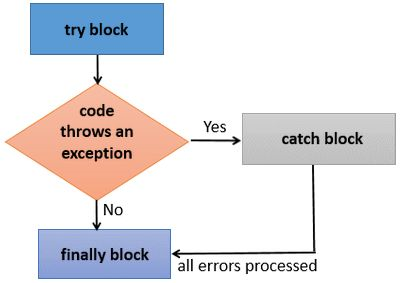 try block
code
throws an
exception
Yes
catch block
No
finally block
all errors processed